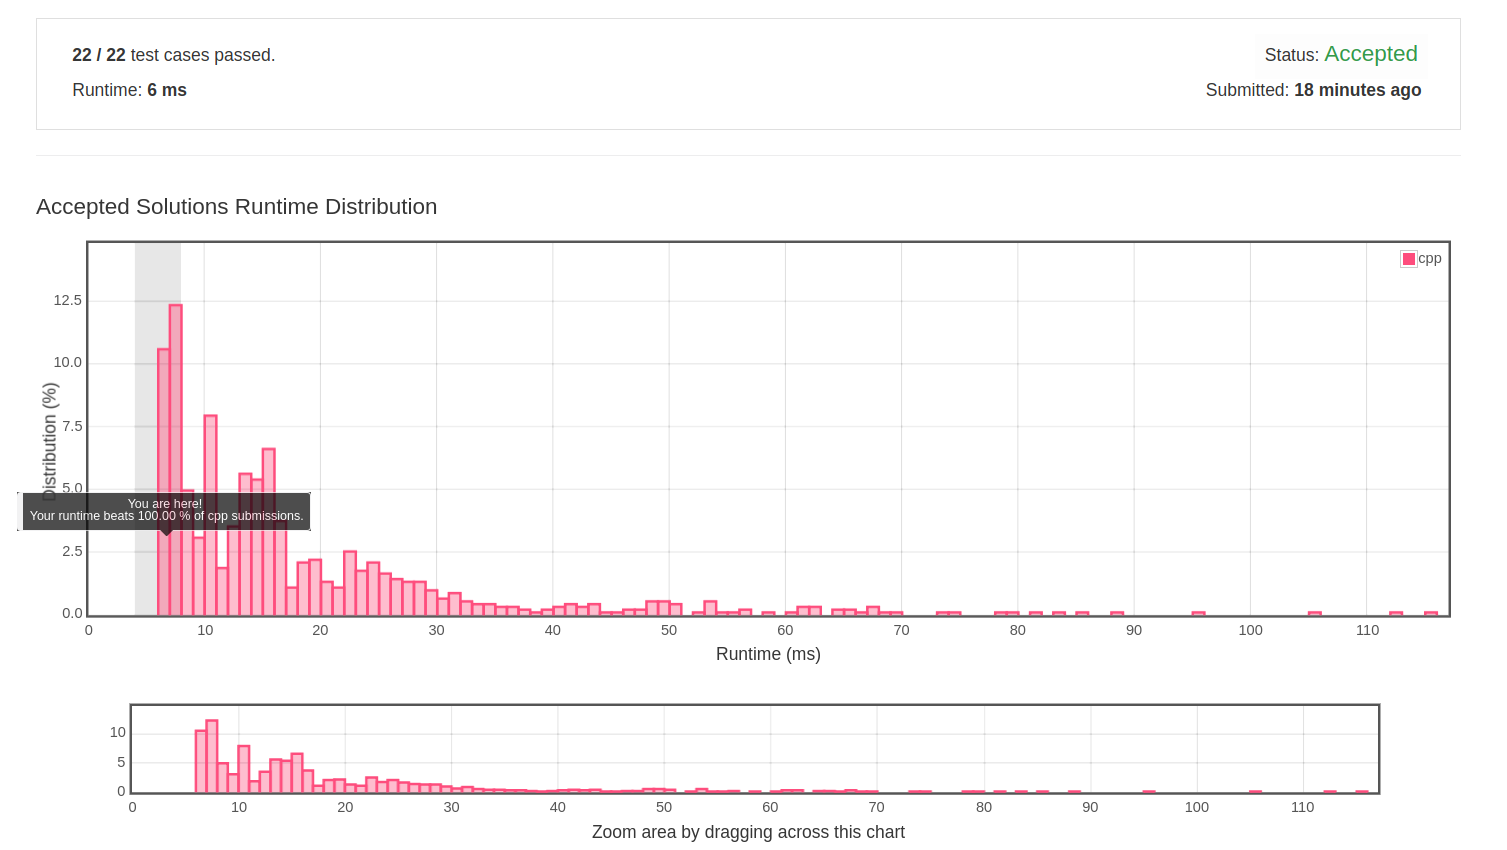 22 / 22 test cases passed.
Status: Accepted
Runtime: 6 ms
Submitted: 18 minutes ago
Accepted Solutions Runtime Distribution
cpp
12.5
10.0
7.5
5.0
2.5
0.0
Distribution (%)
You are here!
Your runtime beats 100.00 % of cpp submissions.
0 10 20 30 40 50 60 70 80 90 100 110
Runtime (ms)
10
5
0
0 10 20 30 40 50 60 70 80 90 100 110
Zoom area by dragging across this chart